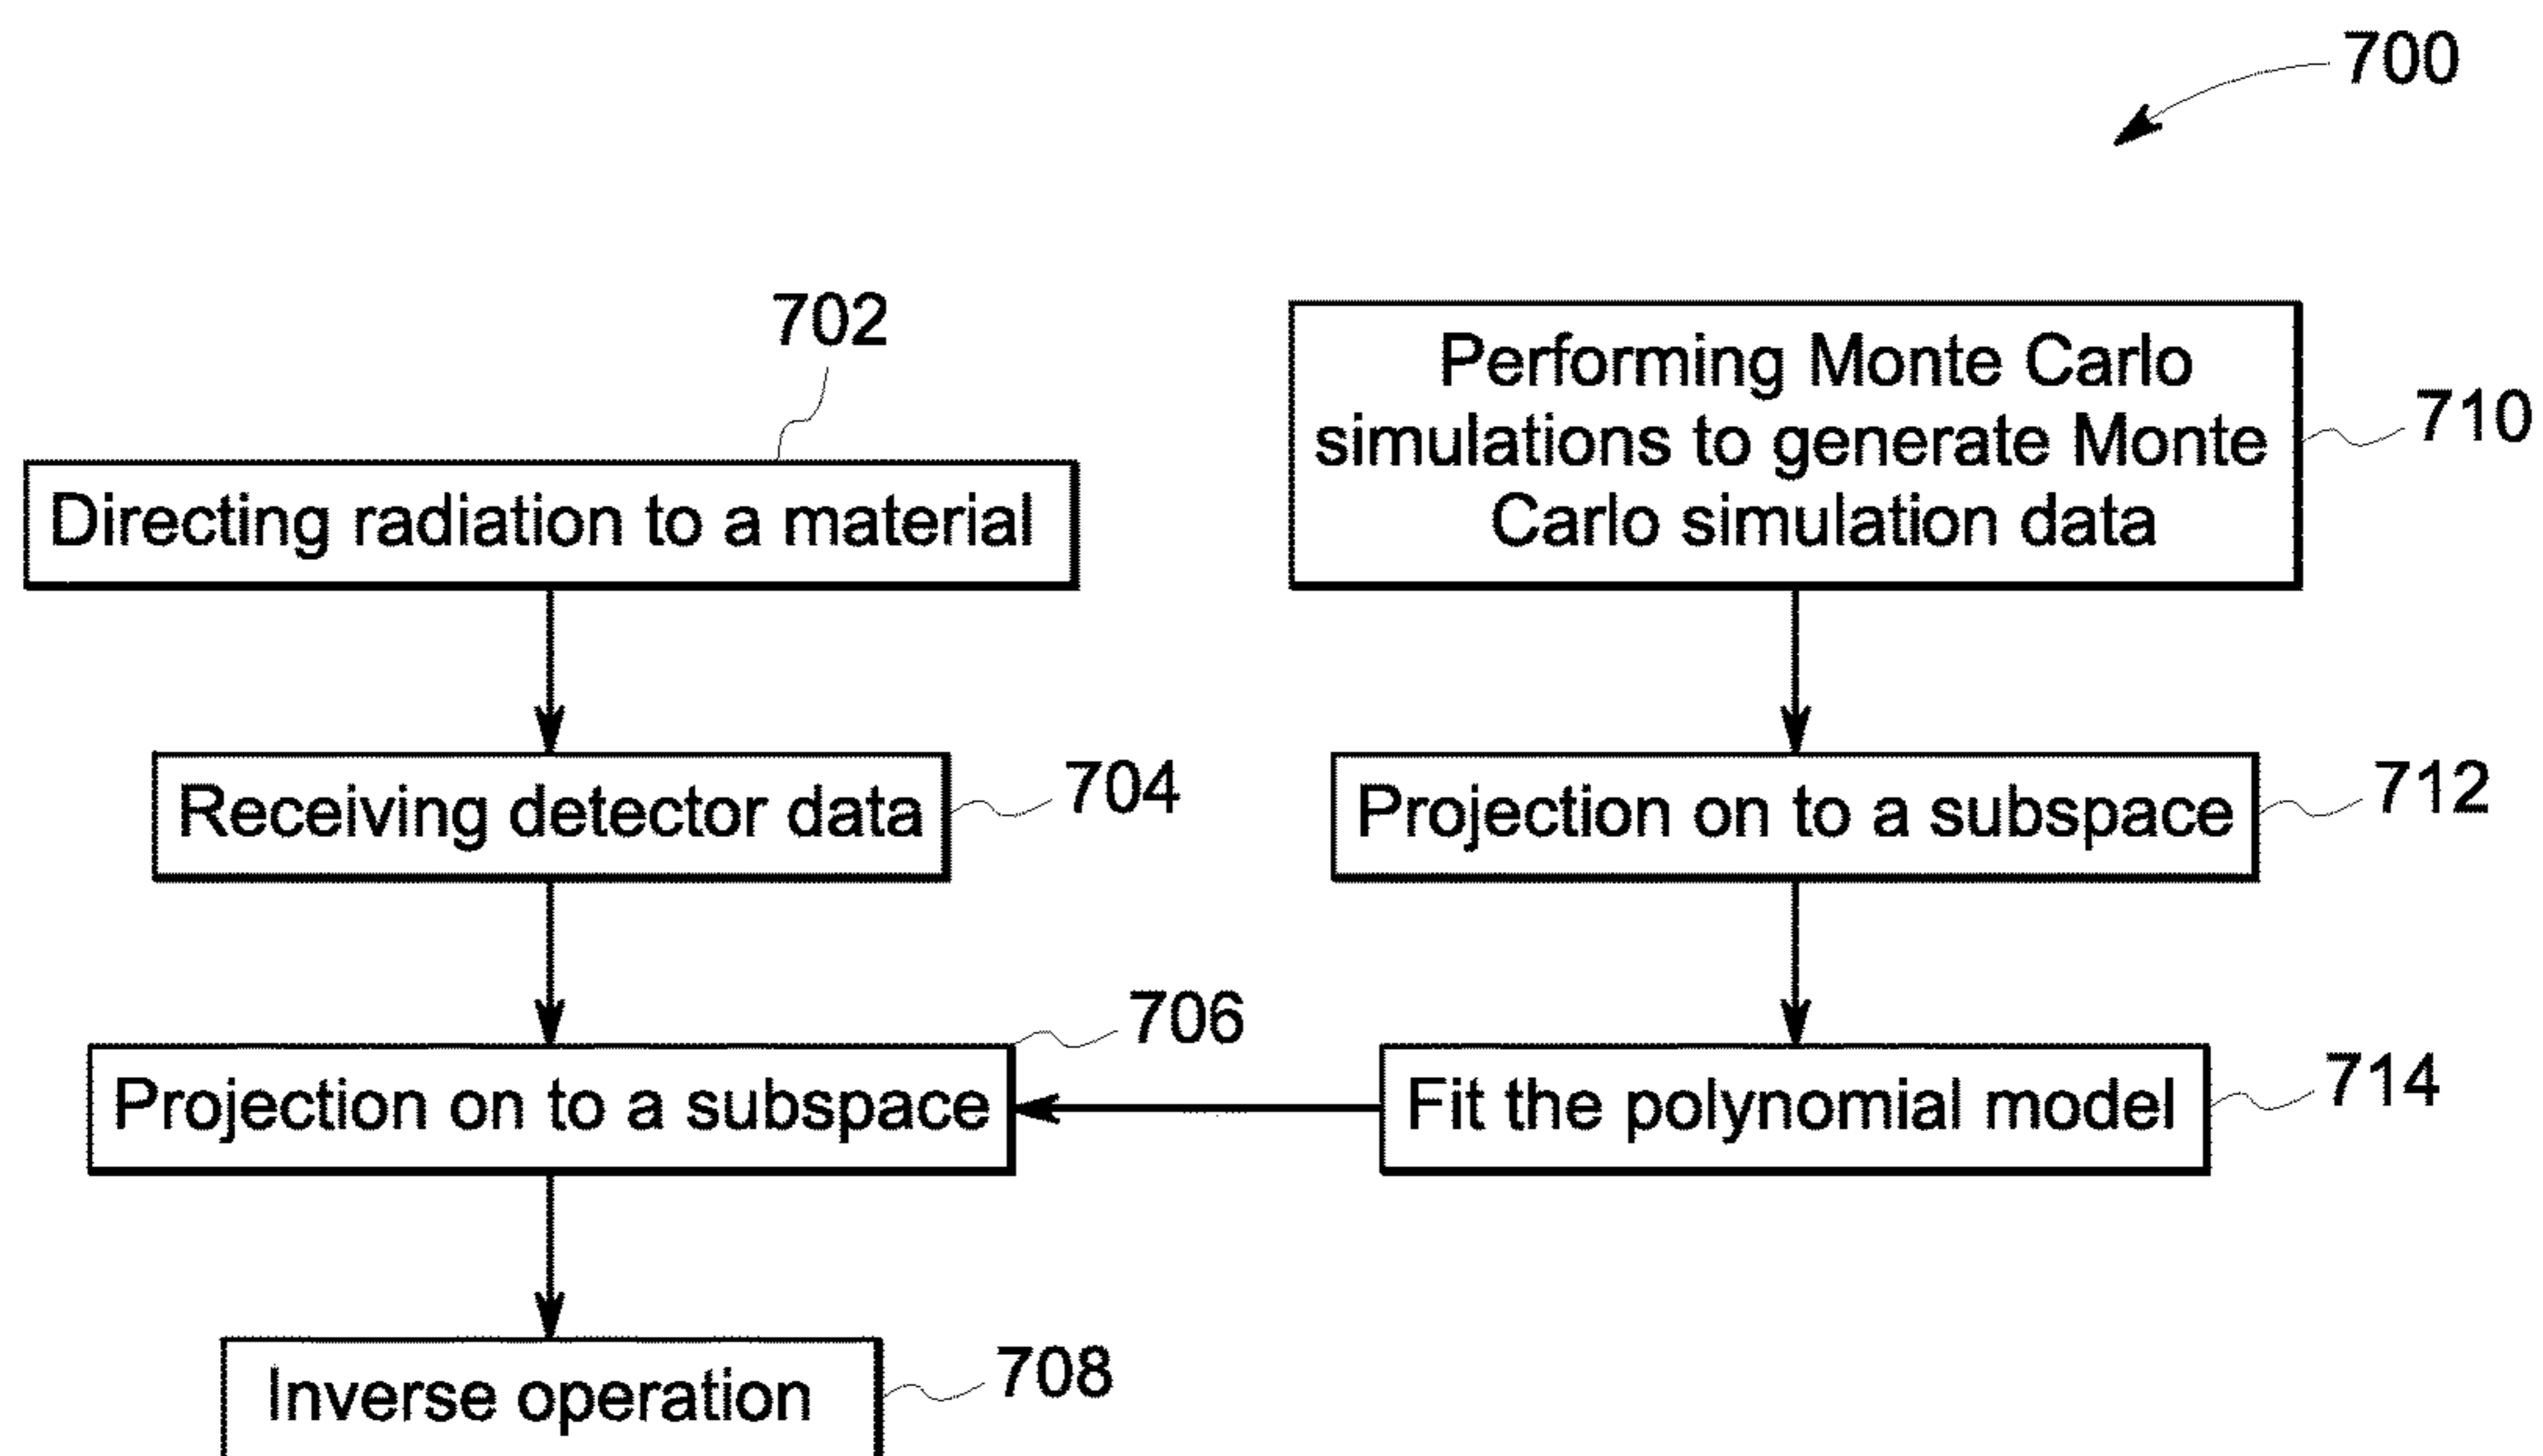 700
702
Directing radiation to a material
Performing Monte Carlo
simulations to generate Monte
Carlo simulation data
710
Receiving detector data
704
Projection on to a subspace
712
706
Projection on to a subspace
Fit the polynomial model
714
Inverse operation
708